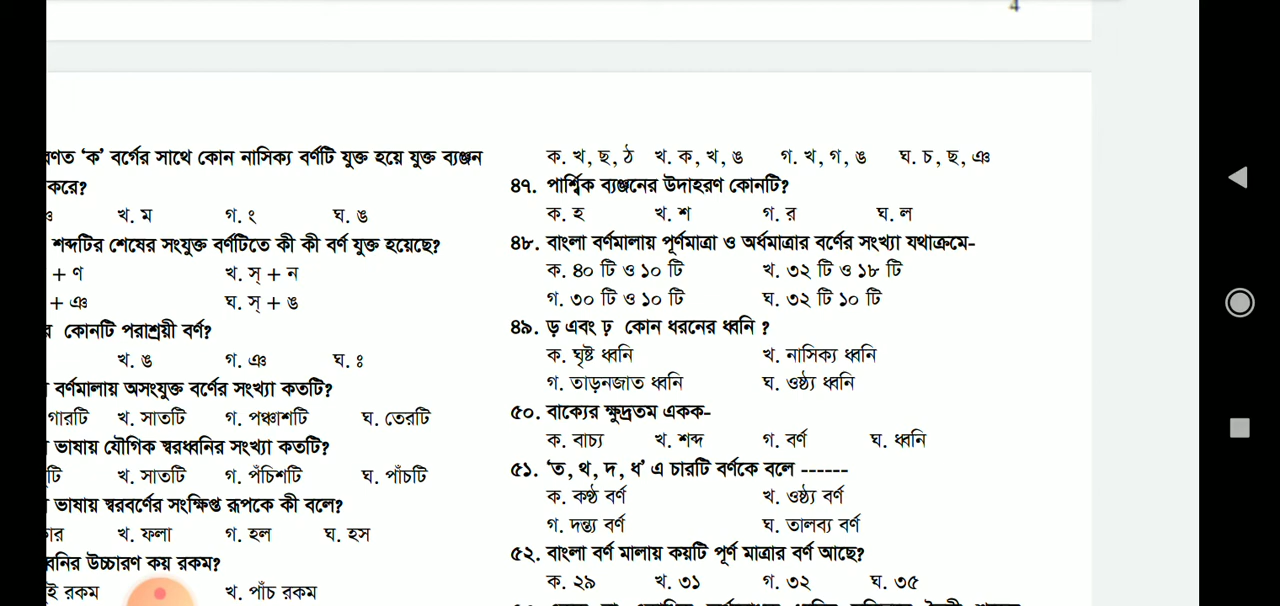 4
‘ক’ বর্গের সাথে কোন নাসিক্য বর্ণটি যুক্ত হয়ে যুক্ত ব্যঞ্জন
করে?
খ. ম গ. ং ঘ. ঙ
শব্দটির শেষের সংযুক্ত বর্ণটিতে কী কী বর্ণ যুক্ত হয়েছে?
+ ণ খ. স্ + ন
+ ঞ ঘ. স্ + ঙ
কোনটি পরাশ্রয়ী বর্ণ?
খ. ঙ গ. ঞ ঘ. ঃ
বর্ণমালায় অসংযুক্ত বর্ণের সংখ্যা কতটি?
গারটি খ. সাতটি গ. পঞ্চাশটি ঘ. তেরটি
ভাষায় যৌগিক স্বরধ্বনির সংখ্যা কতটি?
টি খ. সাতটি গ. পঁচিশটি ঘ. পাঁচটি
ভাষায় স্বরবর্ণের সংক্ষিপ্ত রূপকে কী বলে?
কার খ. ফলা গ. হল ঘ. হস
ধ্বনির উচ্চারণ কয় রকম?
ই রকম খ. পাঁচ রকম
ক. খ, ছ, ঠ খ. ক, খ, ঙ গ. খ, গ, ঙ ঘ. চ, ছ, ঞ
৪৭. পার্শ্বিক ব্যঞ্জনের উদাহরণ কোনটি?
ক. হ খ. শ গ. র ঘ. ল
৪৮. বাংলা বর্ণমালায় পূর্ণমাত্রা ও অর্ধমাত্রার বর্ণের সংখ্যা যথাক্রমে-
ক. ৪০ টি ও ১০ টি খ. ৩২ টি ও ১৮ টি
গ. ৩০ টি ও ১০ টি ঘ. ৩২ টি ১০ টি
৪৯. ড় এবং ঢ় কোন ধরনের ধ্বনি ?
ক. ঘৃষ্ট ধ্বনি খ. নাসিক্য ধ্বনি
গ. তাড়নজাত ধ্বনি ঘ. ওষ্ঠ্য ধ্বনি
৫০. বাক্যের ক্ষুদ্রতম একক-
ক. বাচ্য খ. শব্দ গ. বর্ণ ঘ. ধ্বনি
৫১. ‘ত, থ, দ, ধ’ এ চারটি বর্ণকে বলে ------
ক. কণ্ঠ বর্ণ খ. ওষ্ঠ্য বর্ণ
গ. দন্ত্য বর্ণ ঘ. তালব্য বর্ণ
৫২. বাংলা বর্ণ মালায় কয়টি পূর্ণ মাত্রার বর্ণ আছে?
ক. ২৯ খ. ৩১ গ. ৩২ ঘ. ৩৫